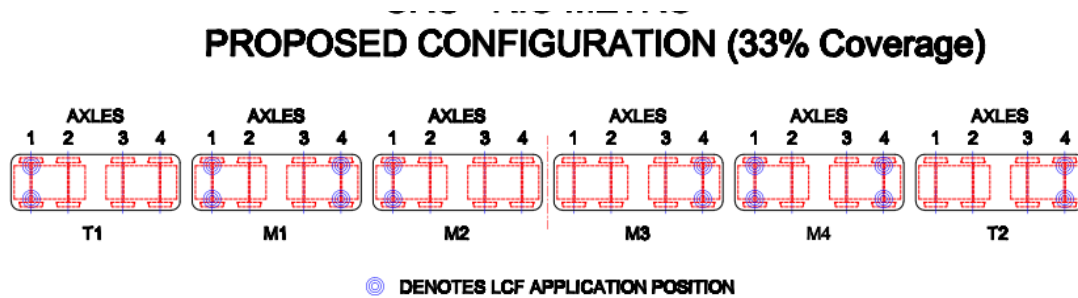 PROPOSED CONFIGURATION (33% Coverage)
AXLES AXLES AXLES AXLES AXLES AXLES
1 2 3 4 1 2 3 4 1 2 3 4 1 2 3 4 1 2 3 4 1 2 3 4
T1 M1 M2 M3 M4 T2
DENOTES LCF APPLICATION POSITION